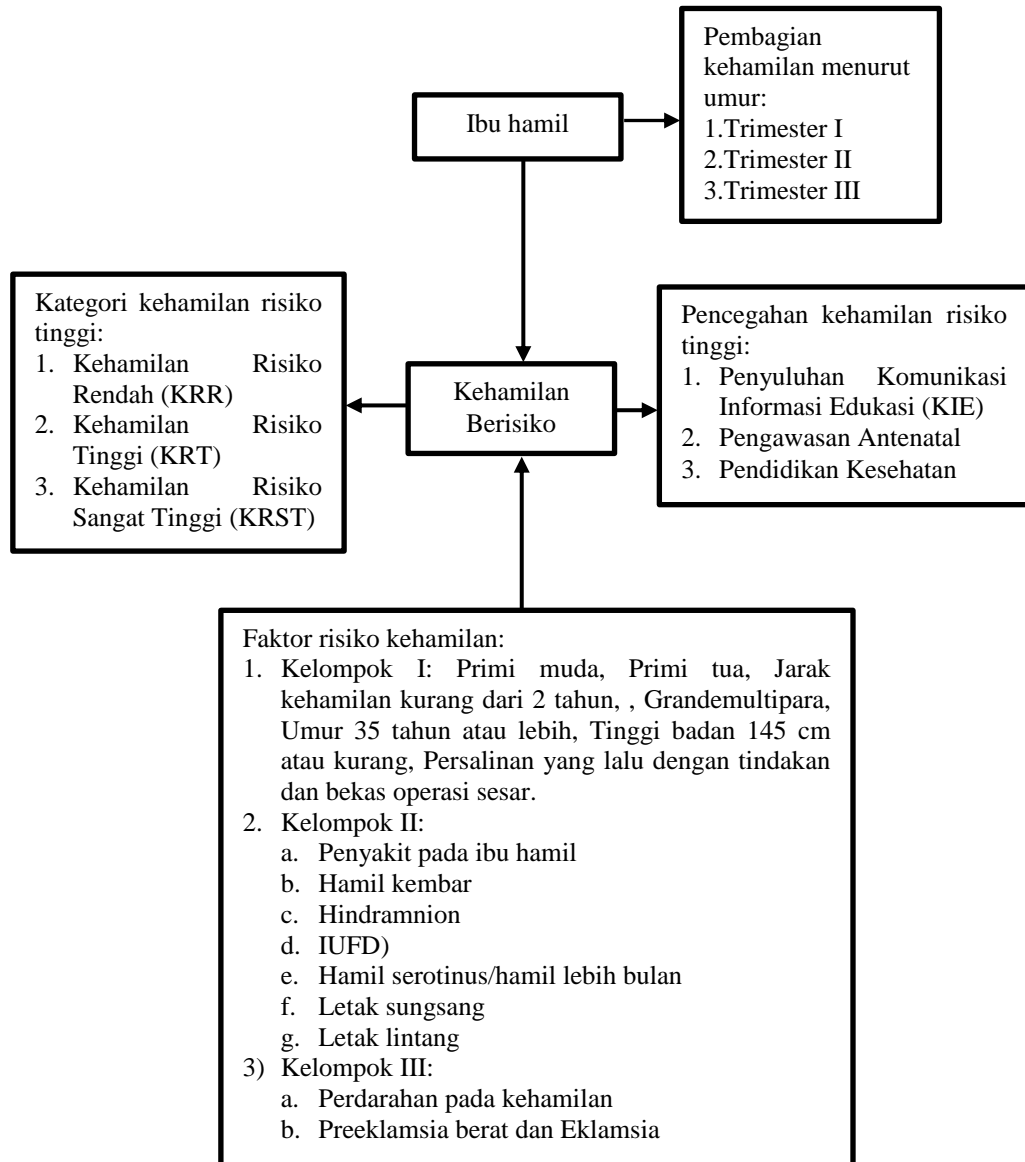 Pembagian
kehamilan menurut
umur:
1.Trimester I
2.Trimester II
3.Trimester III
Ibu hamil
Kategori kehamilan risiko
tinggi:
1. Kehamilan Risiko
Rendah (KRR)
2. Kehamilan Risiko
Tinggi (KRT)
3. Kehamilan Risiko
Sangat Tinggi (KRST)
Kehamilan
Berisiko
Pencegahan kehamilan risiko
tinggi:
1. Penyuluhan Komunikasi
Informasi Edukasi (KIE)
2. Pengawasan Antenatal
3. Pendidikan Kesehatan
Faktor risiko kehamilan:
1. Kelompok I: Primi muda, Primi tua, Jarak
kehamilan kurang dari 2 tahun, , Grandemultipara,
Umur 35 tahun atau lebih, Tinggi badan 145 cm
atau kurang, Persalinan yang lalu dengan tindakan
dan bekas operasi sesar.
2. Kelompok II:
a. Penyakit pada ibu hamil
b. Hamil kembar
c. Hindramnion
d. IUFD)
e. Hamil serotinus/hamil lebih bulan
f. Letak sungsang
g. Letak lintang
3) Kelompok III:
a. Perdarahan pada kehamilan
b. Preeklamsia berat dan Eklamsia